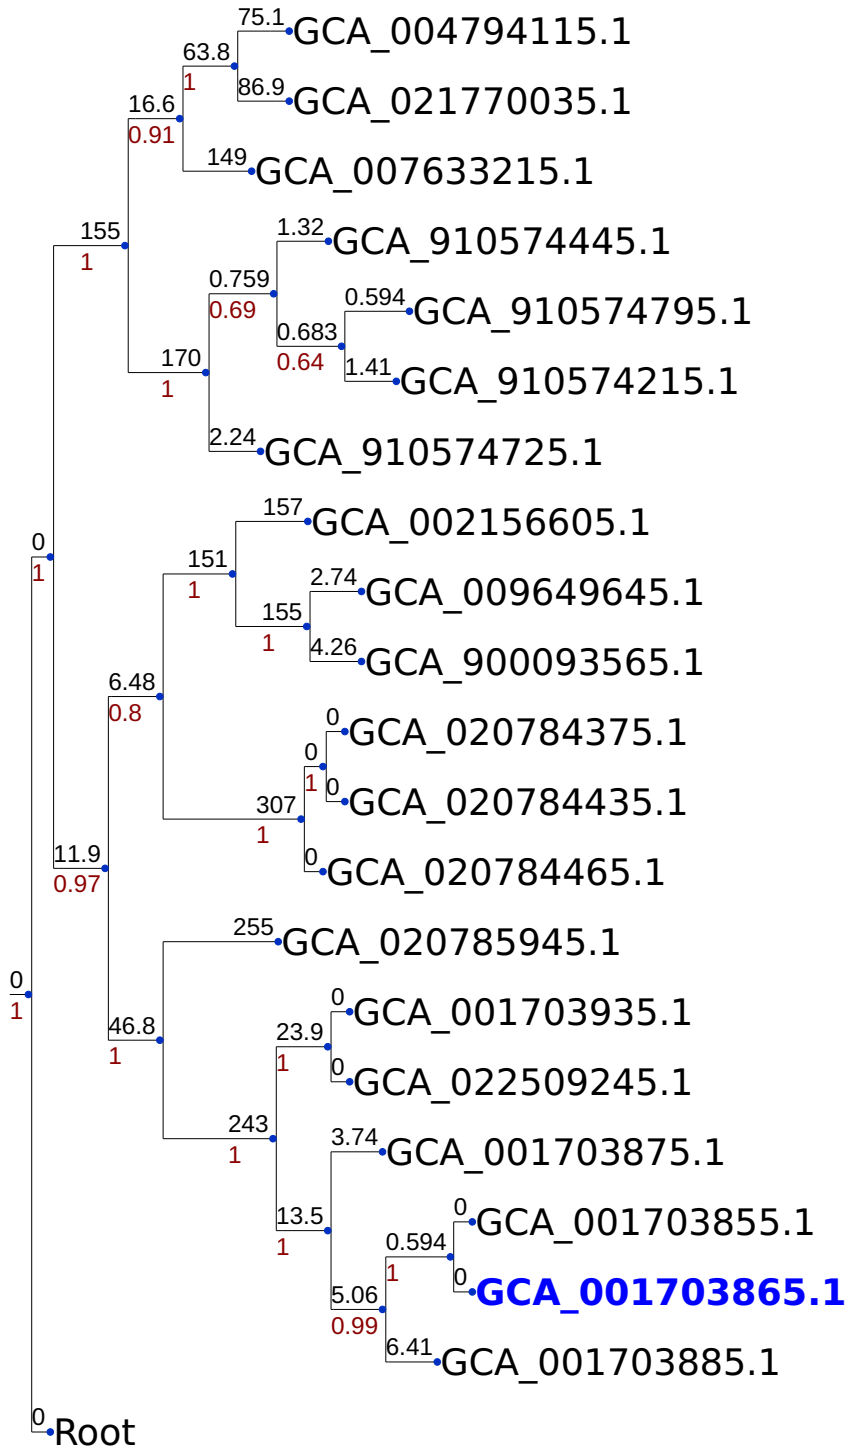 75.1
GCA_004794115.1
63.8
1
86.9
GCA_021770035.1
16.6
0.91
149
GCA_007633215.1
155
1
1.32
GCA_910574445.1
0.759
0.69
0.594
GCA_910574795.1
0.683
0.64
170
1
1.41
GCA_910574215.1
2.24
GCA_910574725.1
157
GCA_002156605.1
0
1
151
1
2.74
GCA_009649645.1
155
1
4.26
GCA_900093565.1
6.48
0.8
0
GCA_020784375.1
0
1
0
GCA_020784435.1
307
1
0
GCA_020784465.1
11.9
0.97
255
GCA_020785945.1
0
1
0
GCA_001703935.1
46.8
1
23.9
1
0
GCA_022509245.1
243
1
3.74
GCA_001703875.1
13.5
1
0
GCA_001703855.1
0.594
1
0
GCA_001703865.1
5.06
0.99
6.41
GCA_001703885.1
0
Root